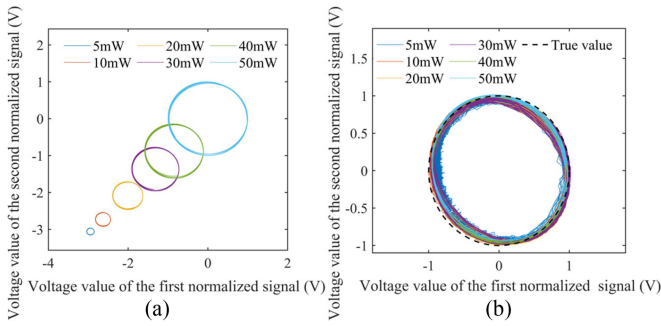 Voltage value of the second normalized signal (V)
2
1
0
-1
-2
-3
5mW 20mW 40mW
10mW 30mW 50mW
-4 -2 0 2
Voltage value of the first normalized signal (V)
(a)
Voltage value of the second normalized signal (V)
1.5
1
0.5
0
-0.5
-1
5mW 30mW True value
10mW 40mW
20mW 50mW
-1 0 1
Voltage value of the first normalized signal (V)
(b)